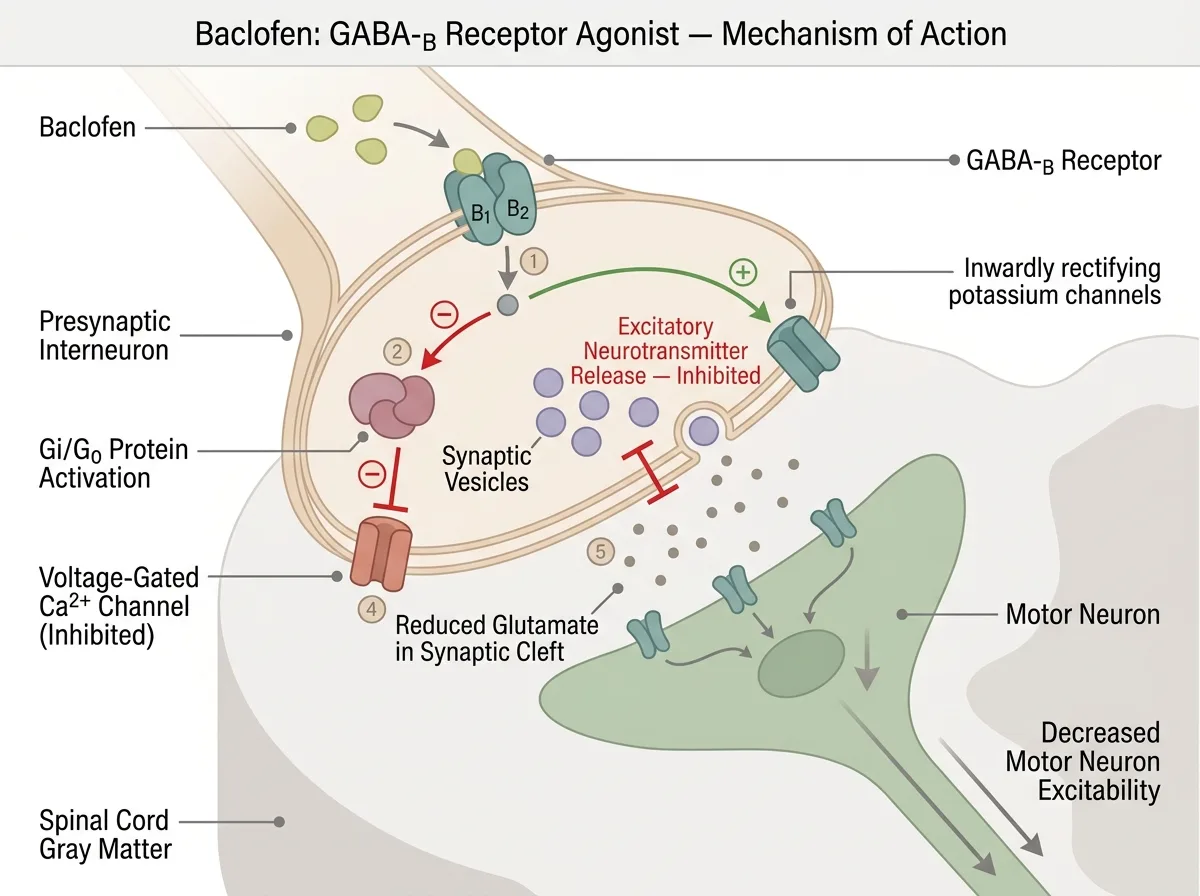 Baclofen: GABA-B Receptor Agonist — Mechanism of Action
Baclofen
GABA-B Receptor
B1
B2
1
+
Inwardly rectifying
potassium channels
−
Presynaptic
Interneuron
2
Excitatory
Neurotransmitter
Release — Inhibited
Gi/G0 Protein
Activation
Synaptic
Vesicles
−
5
Voltage-Gated
Ca²⁺ Channel
(Inhibited)
4
Reduced Glutamate
in Synaptic Cleft
Motor Neuron
Decreased
Motor Neuron
Excitability
Spinal Cord
Gray Matter